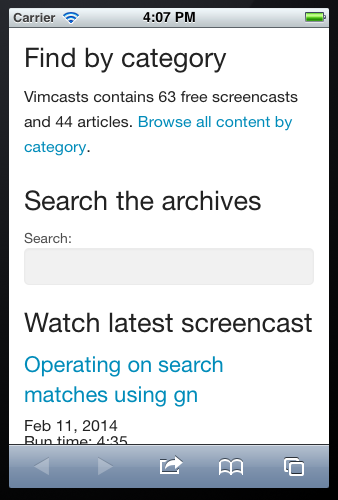 Carrier 4:07 PM
Find by category
Vimcasts contains 63 free screencasts
and 44 articles. Browse all content by
category.
Search the archives
Search:
Watch latest screencast
Operating on search
matches using gn
Feb 11, 2014
Run time: 4:35